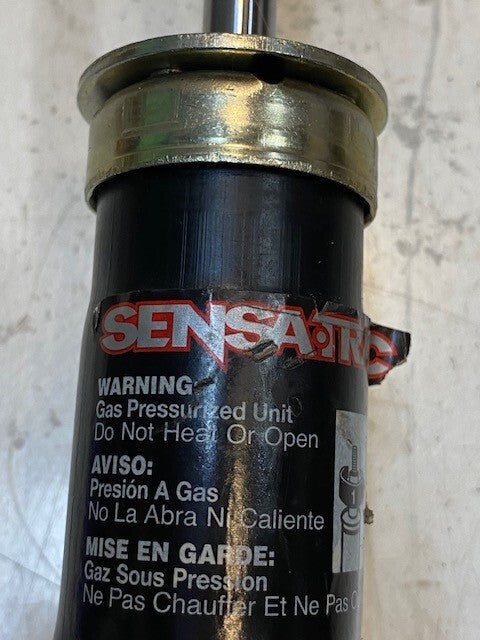 SENSA•TRAC
WARNING
Gas Pressurized Unit
Do Not Heat Or Open
AVISO:
Presión A Gas
No La Abra Ni Caliente
1
MISE EN GARDE:
Gaz Sous Pression
Ne Pas Chauffer Et Ne Pas